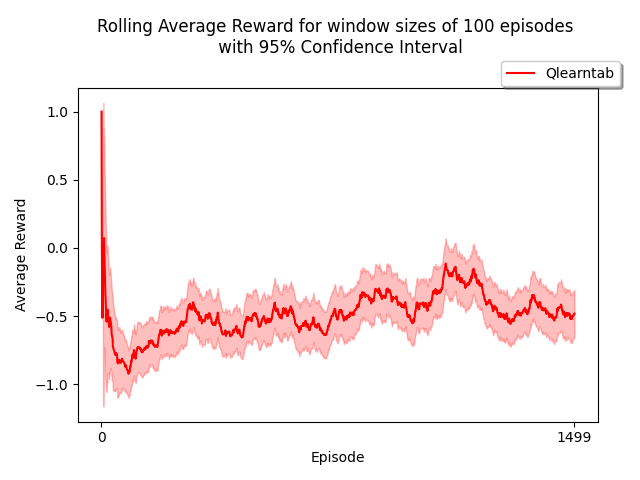 Rolling Average Reward for window sizes of 100 episodes
with 95% Confidence Interval
Qlearntab
1.0
0.5
0.0
−0.5
−1.0
Average Reward
0
1499
Episode